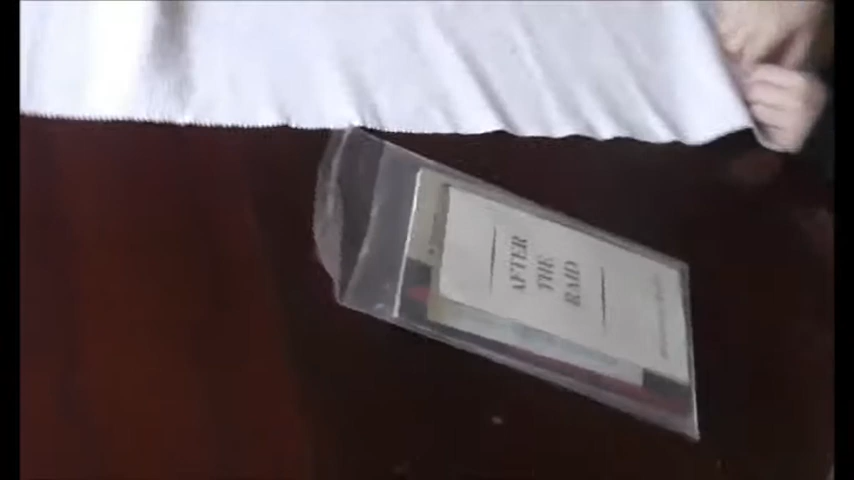 AFTER
THE
RAID